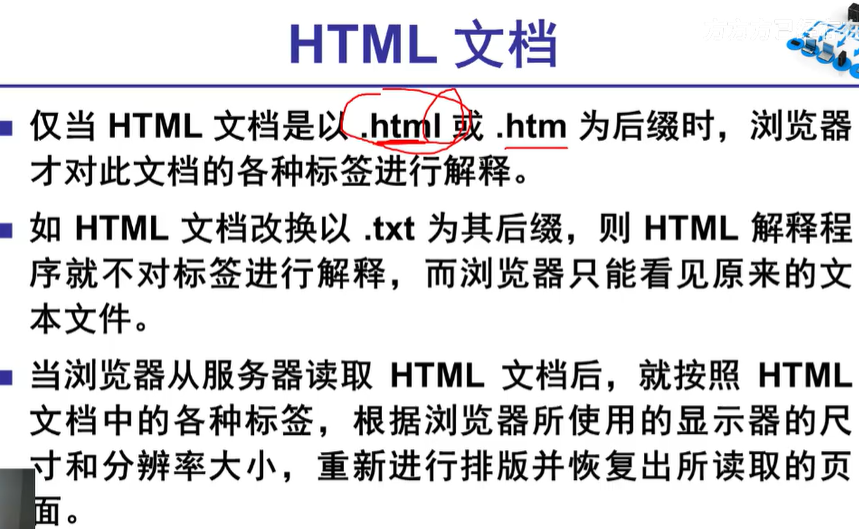 HTML 文档
仅当 HTML 文档是以 .html 或 .htm 为后缀时，浏览器
才对此文档的各种标签进行解释。
如 HTML 文档改换以 .txt 为其后缀，则 HTML 解释程
序就不对标签进行解释，而浏览器只能看见原来的文
本文件。
当浏览器从服务器读取 HTML 文档后，就按照 HTML
文档中的各种标签，根据浏览器所使用的显示器的尺
寸和分辨率大小，重新进行排版并恢复出所读取的页
面。